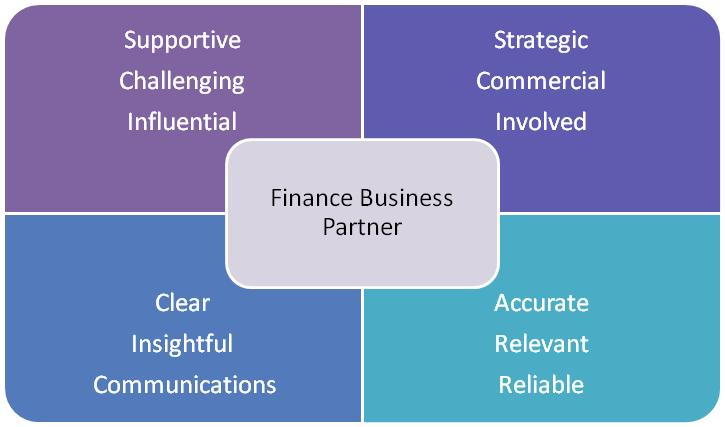 Supportive
Challenging
Influential
Strategic
Commercial
Involved
Finance Business
Partner
Clear
Insightful
Communications
Accurate
Relevant
Reliable